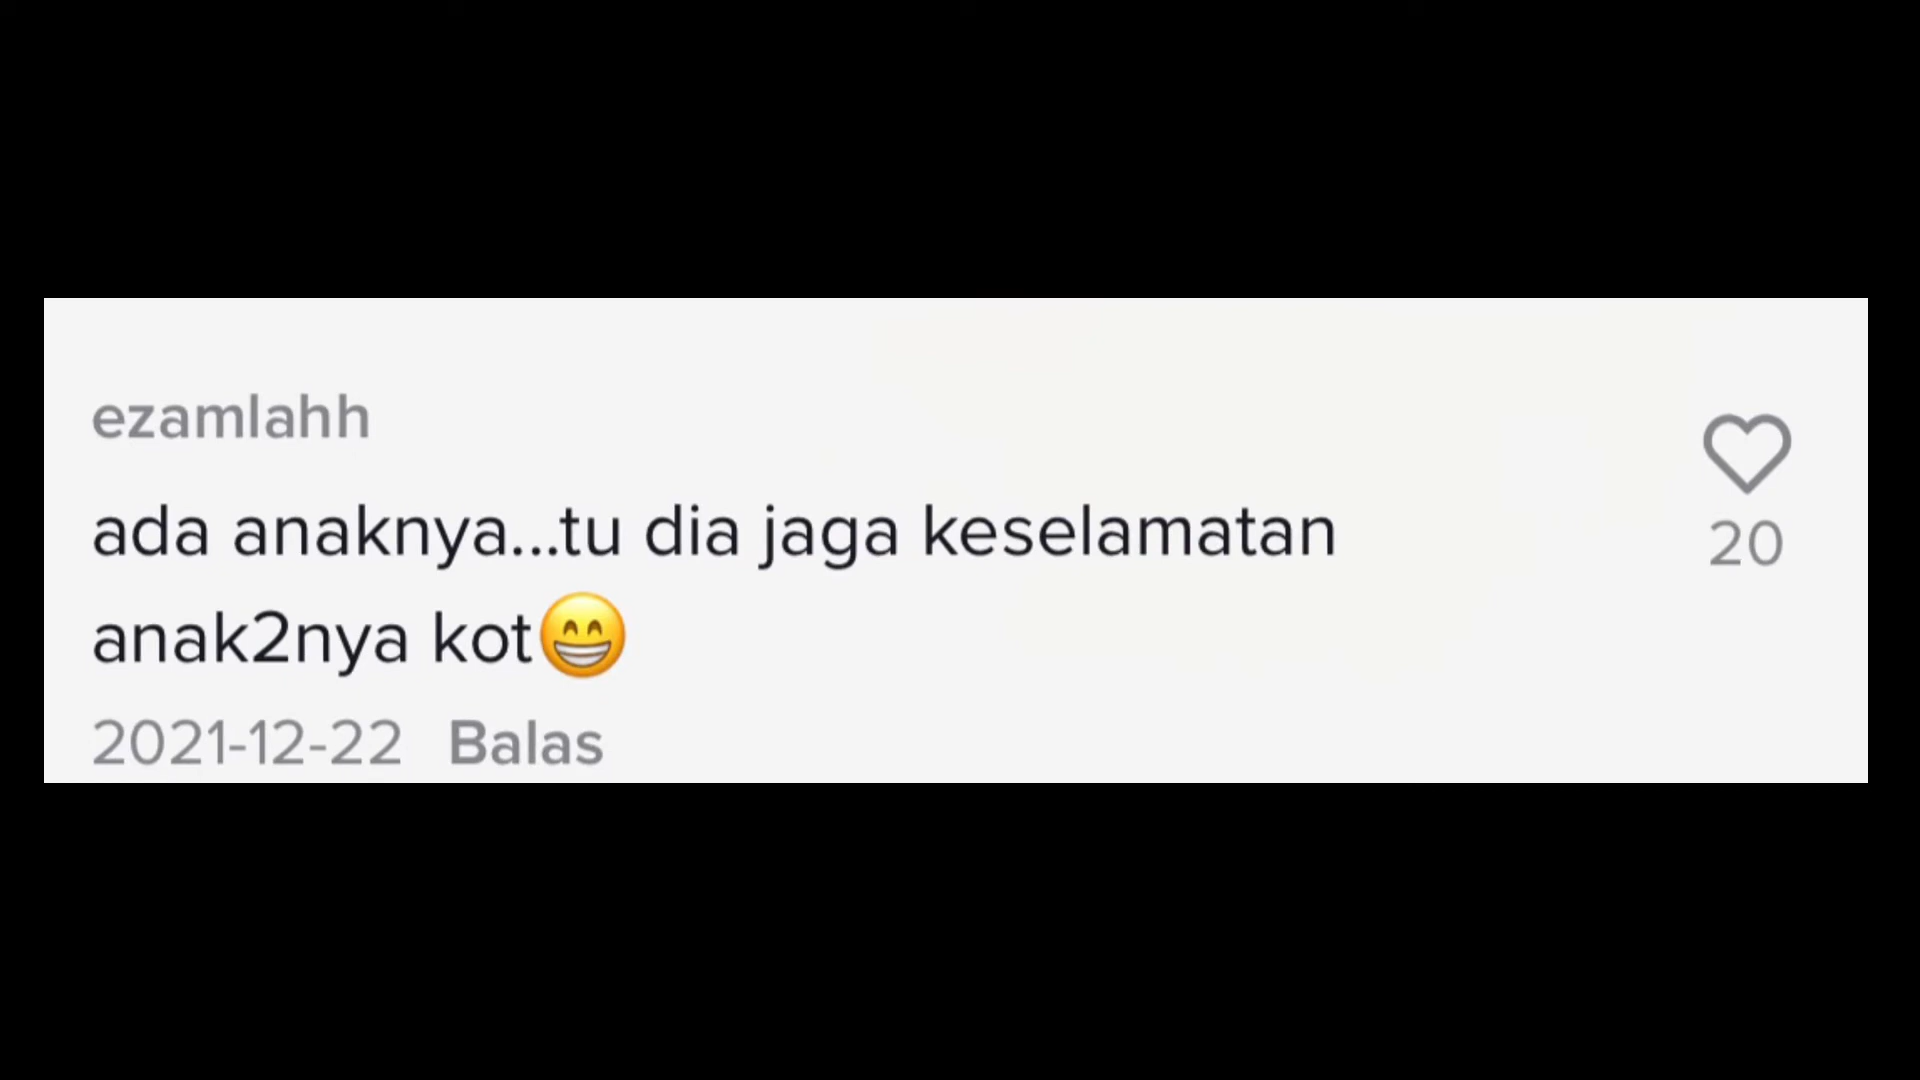 ezamlahh
ada anaknya...tu dia jaga keselamatan
anak2nya kot😁
20
2021-12-22 Balas